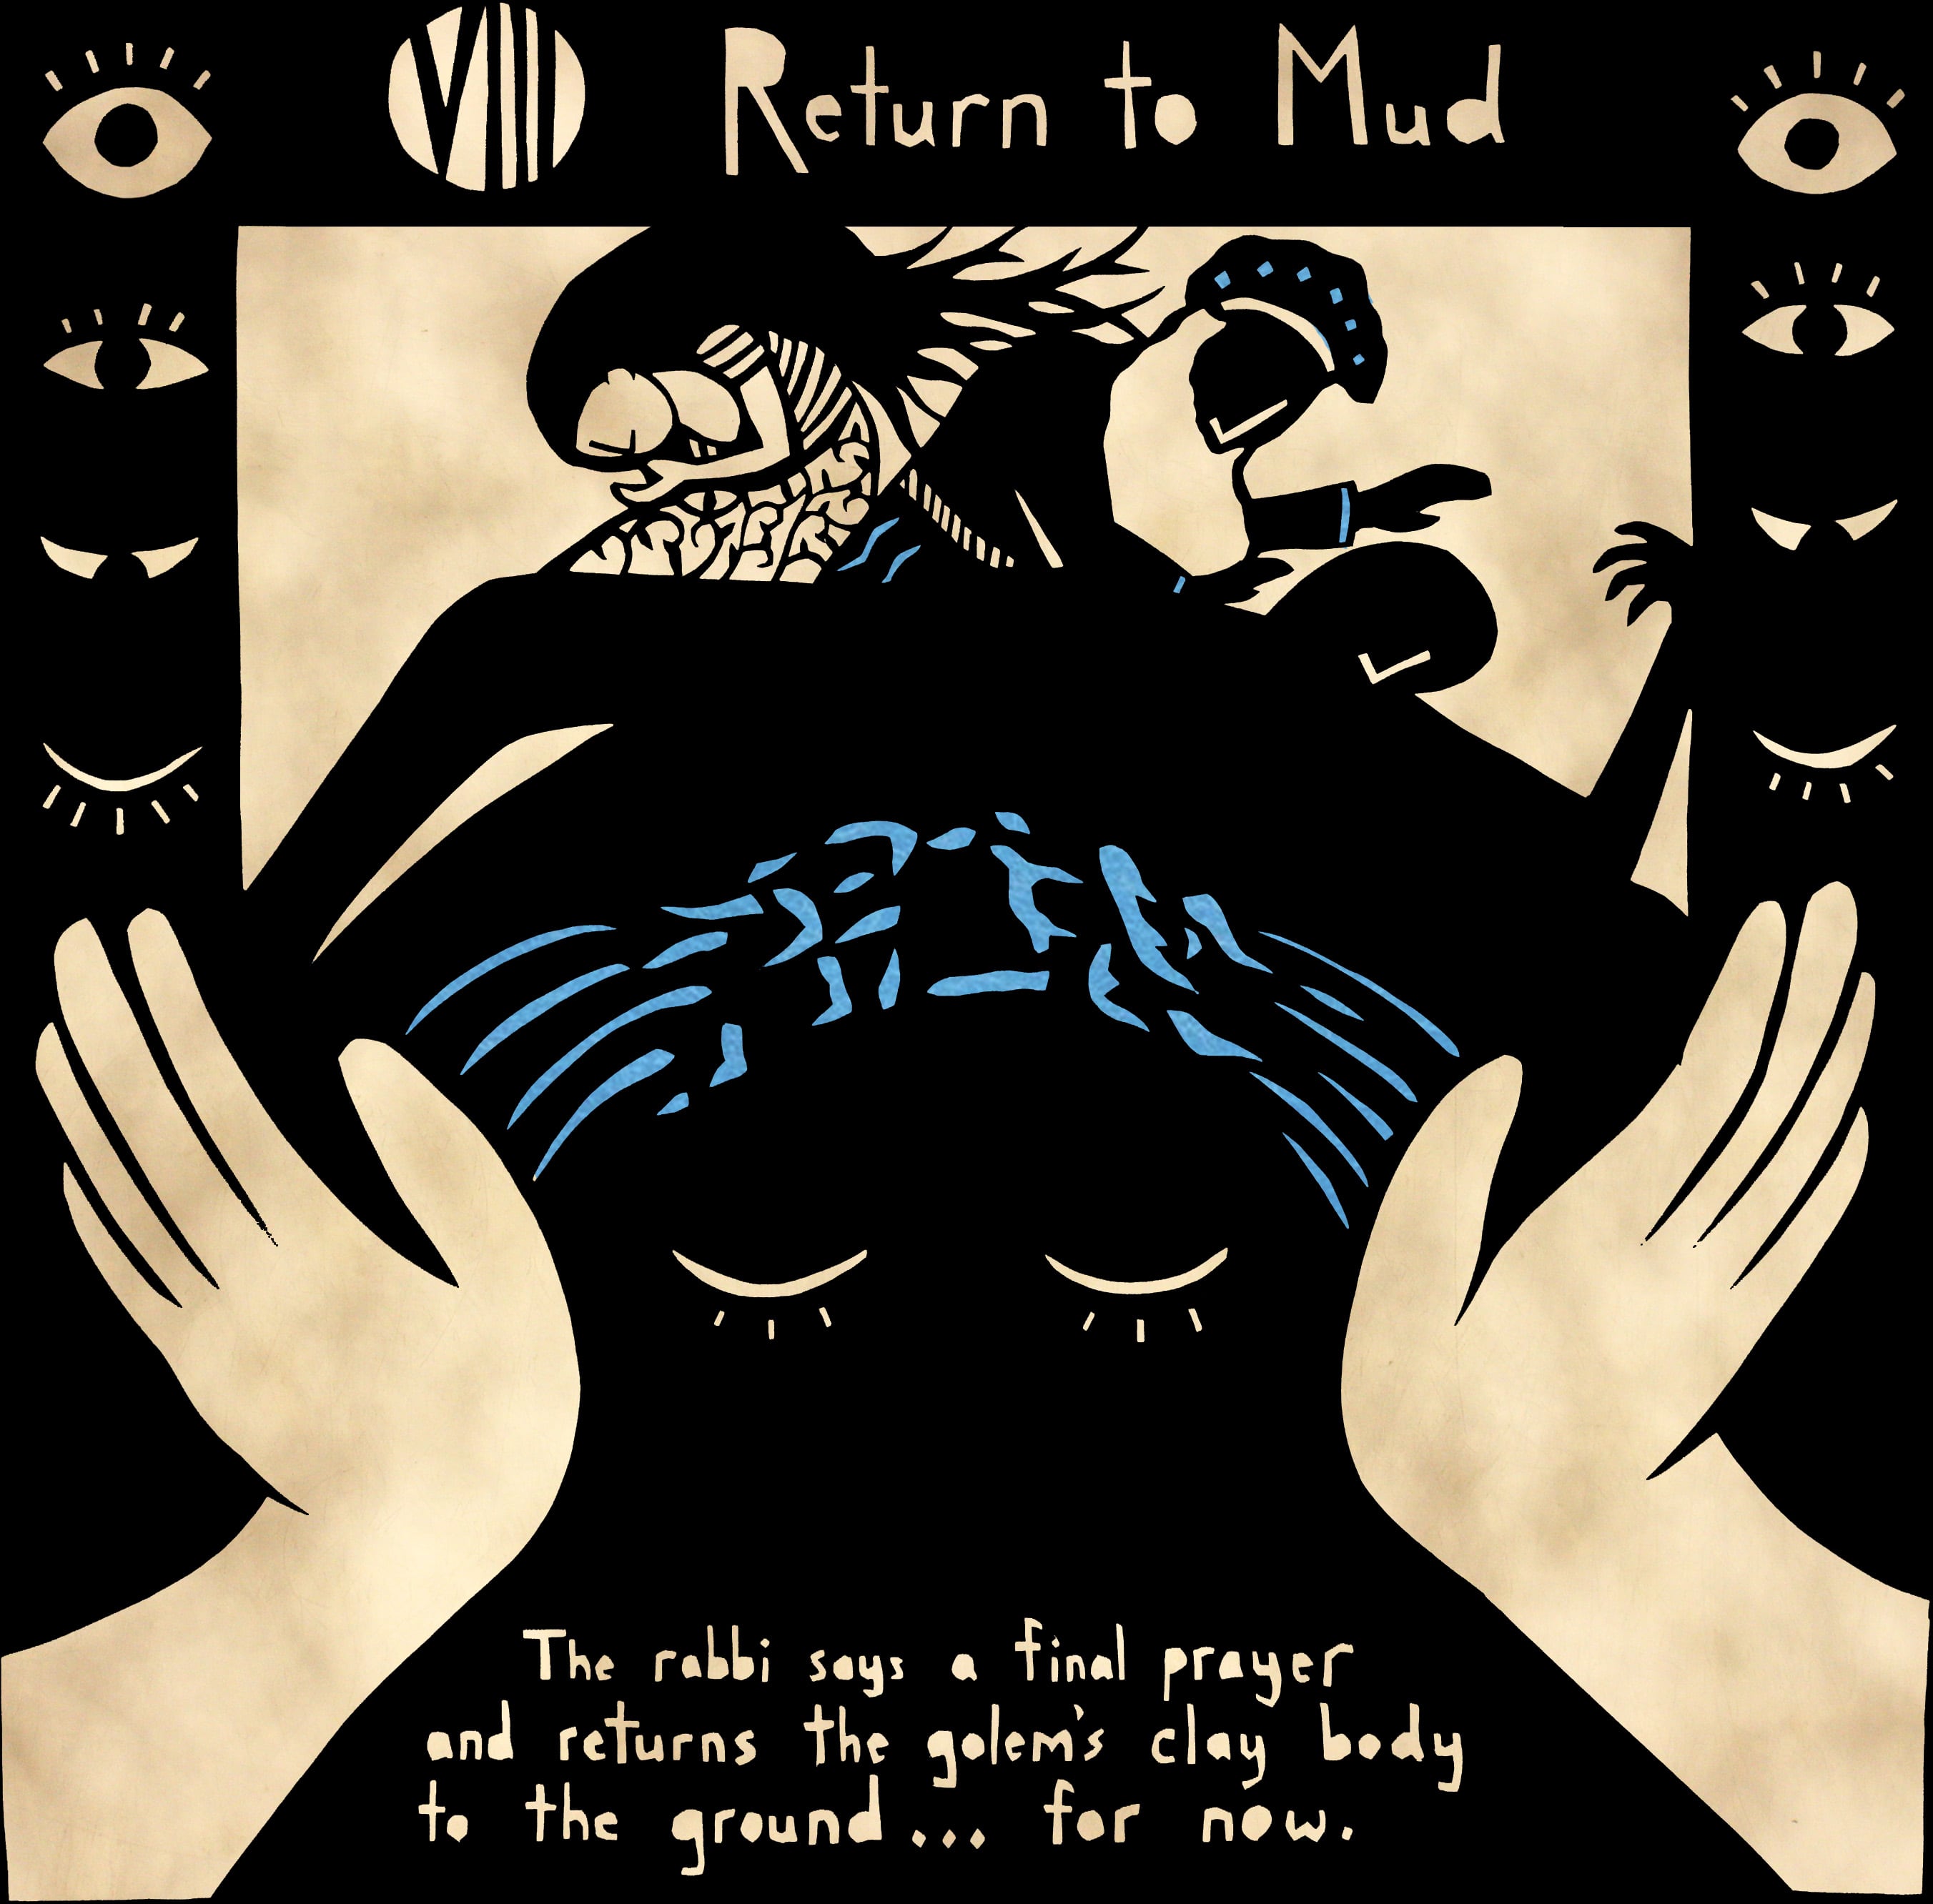 VIII Return to Mud
The rabbi says a final prayer
and returns the golem's clay body
to the ground... for now.